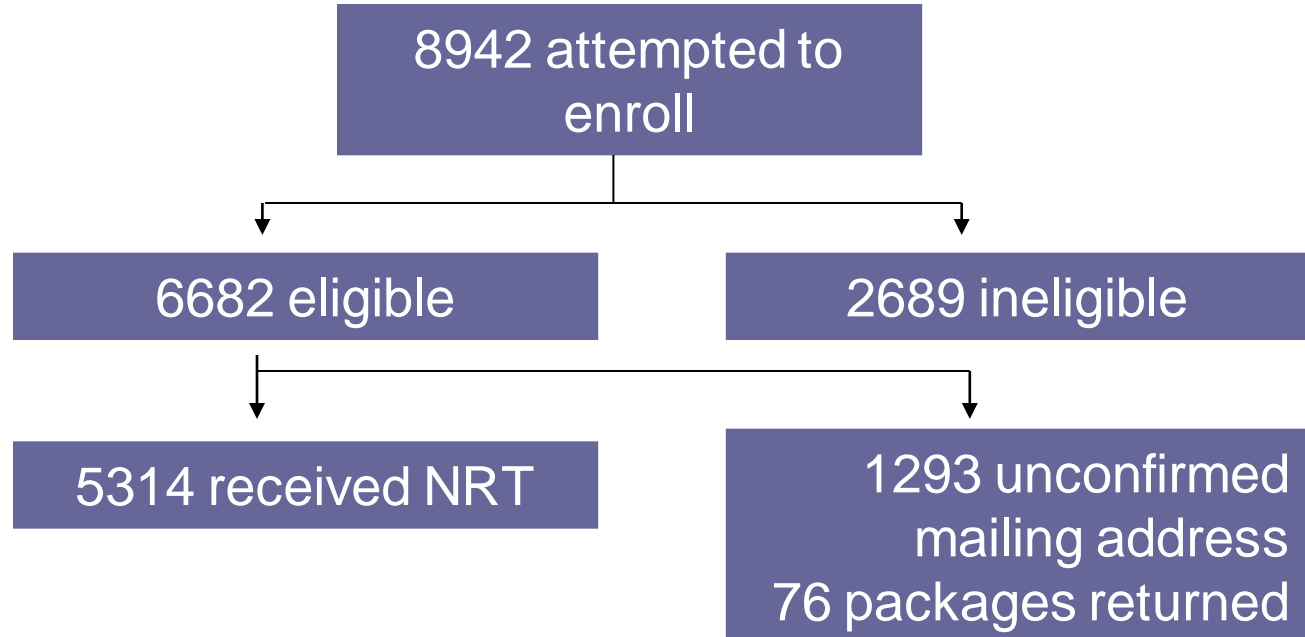 8942 attempted to
enroll
6682 eligible
2689 ineligible
5314 received NRT
1293 unconfirmed
mailing address
76 packages returned